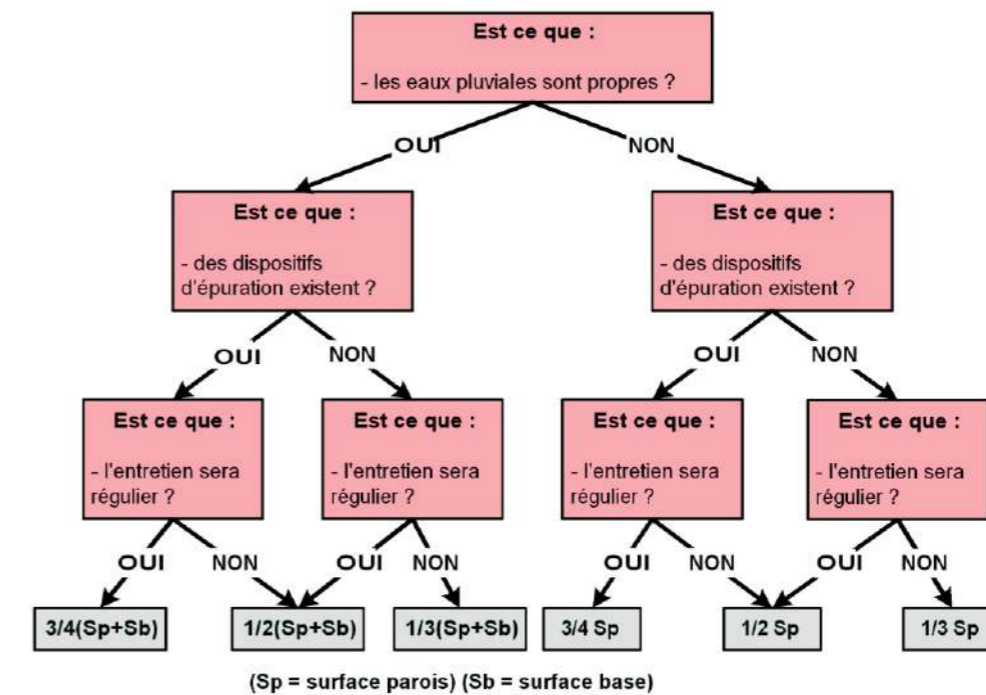 Est ce que :
- les eaux pluviales sont propres ?
OUI
NON
Est ce que :
- des dispositifs
d'épuration existent ?
Est ce que :
- des dispositifs
d'épuration existent ?
OUI
NON
OUI
NON
Est ce que :
- l'entretien sera
régulier ?
Est ce que :
- l'entretien sera
régulier ?
Est ce que :
- l'entretien sera
régulier ?
Est ce que :
- l'entretien sera
régulier ?
OUI
NON
OUI
NON
OUI
NON
OUI
NON
3/4(Sp+Sb)
1/2(Sp+Sb)
1/3(Sp+Sb)
3/4 Sp
1/2 Sp
1/3 Sp
(Sp = surface parois) (Sb = surface base)